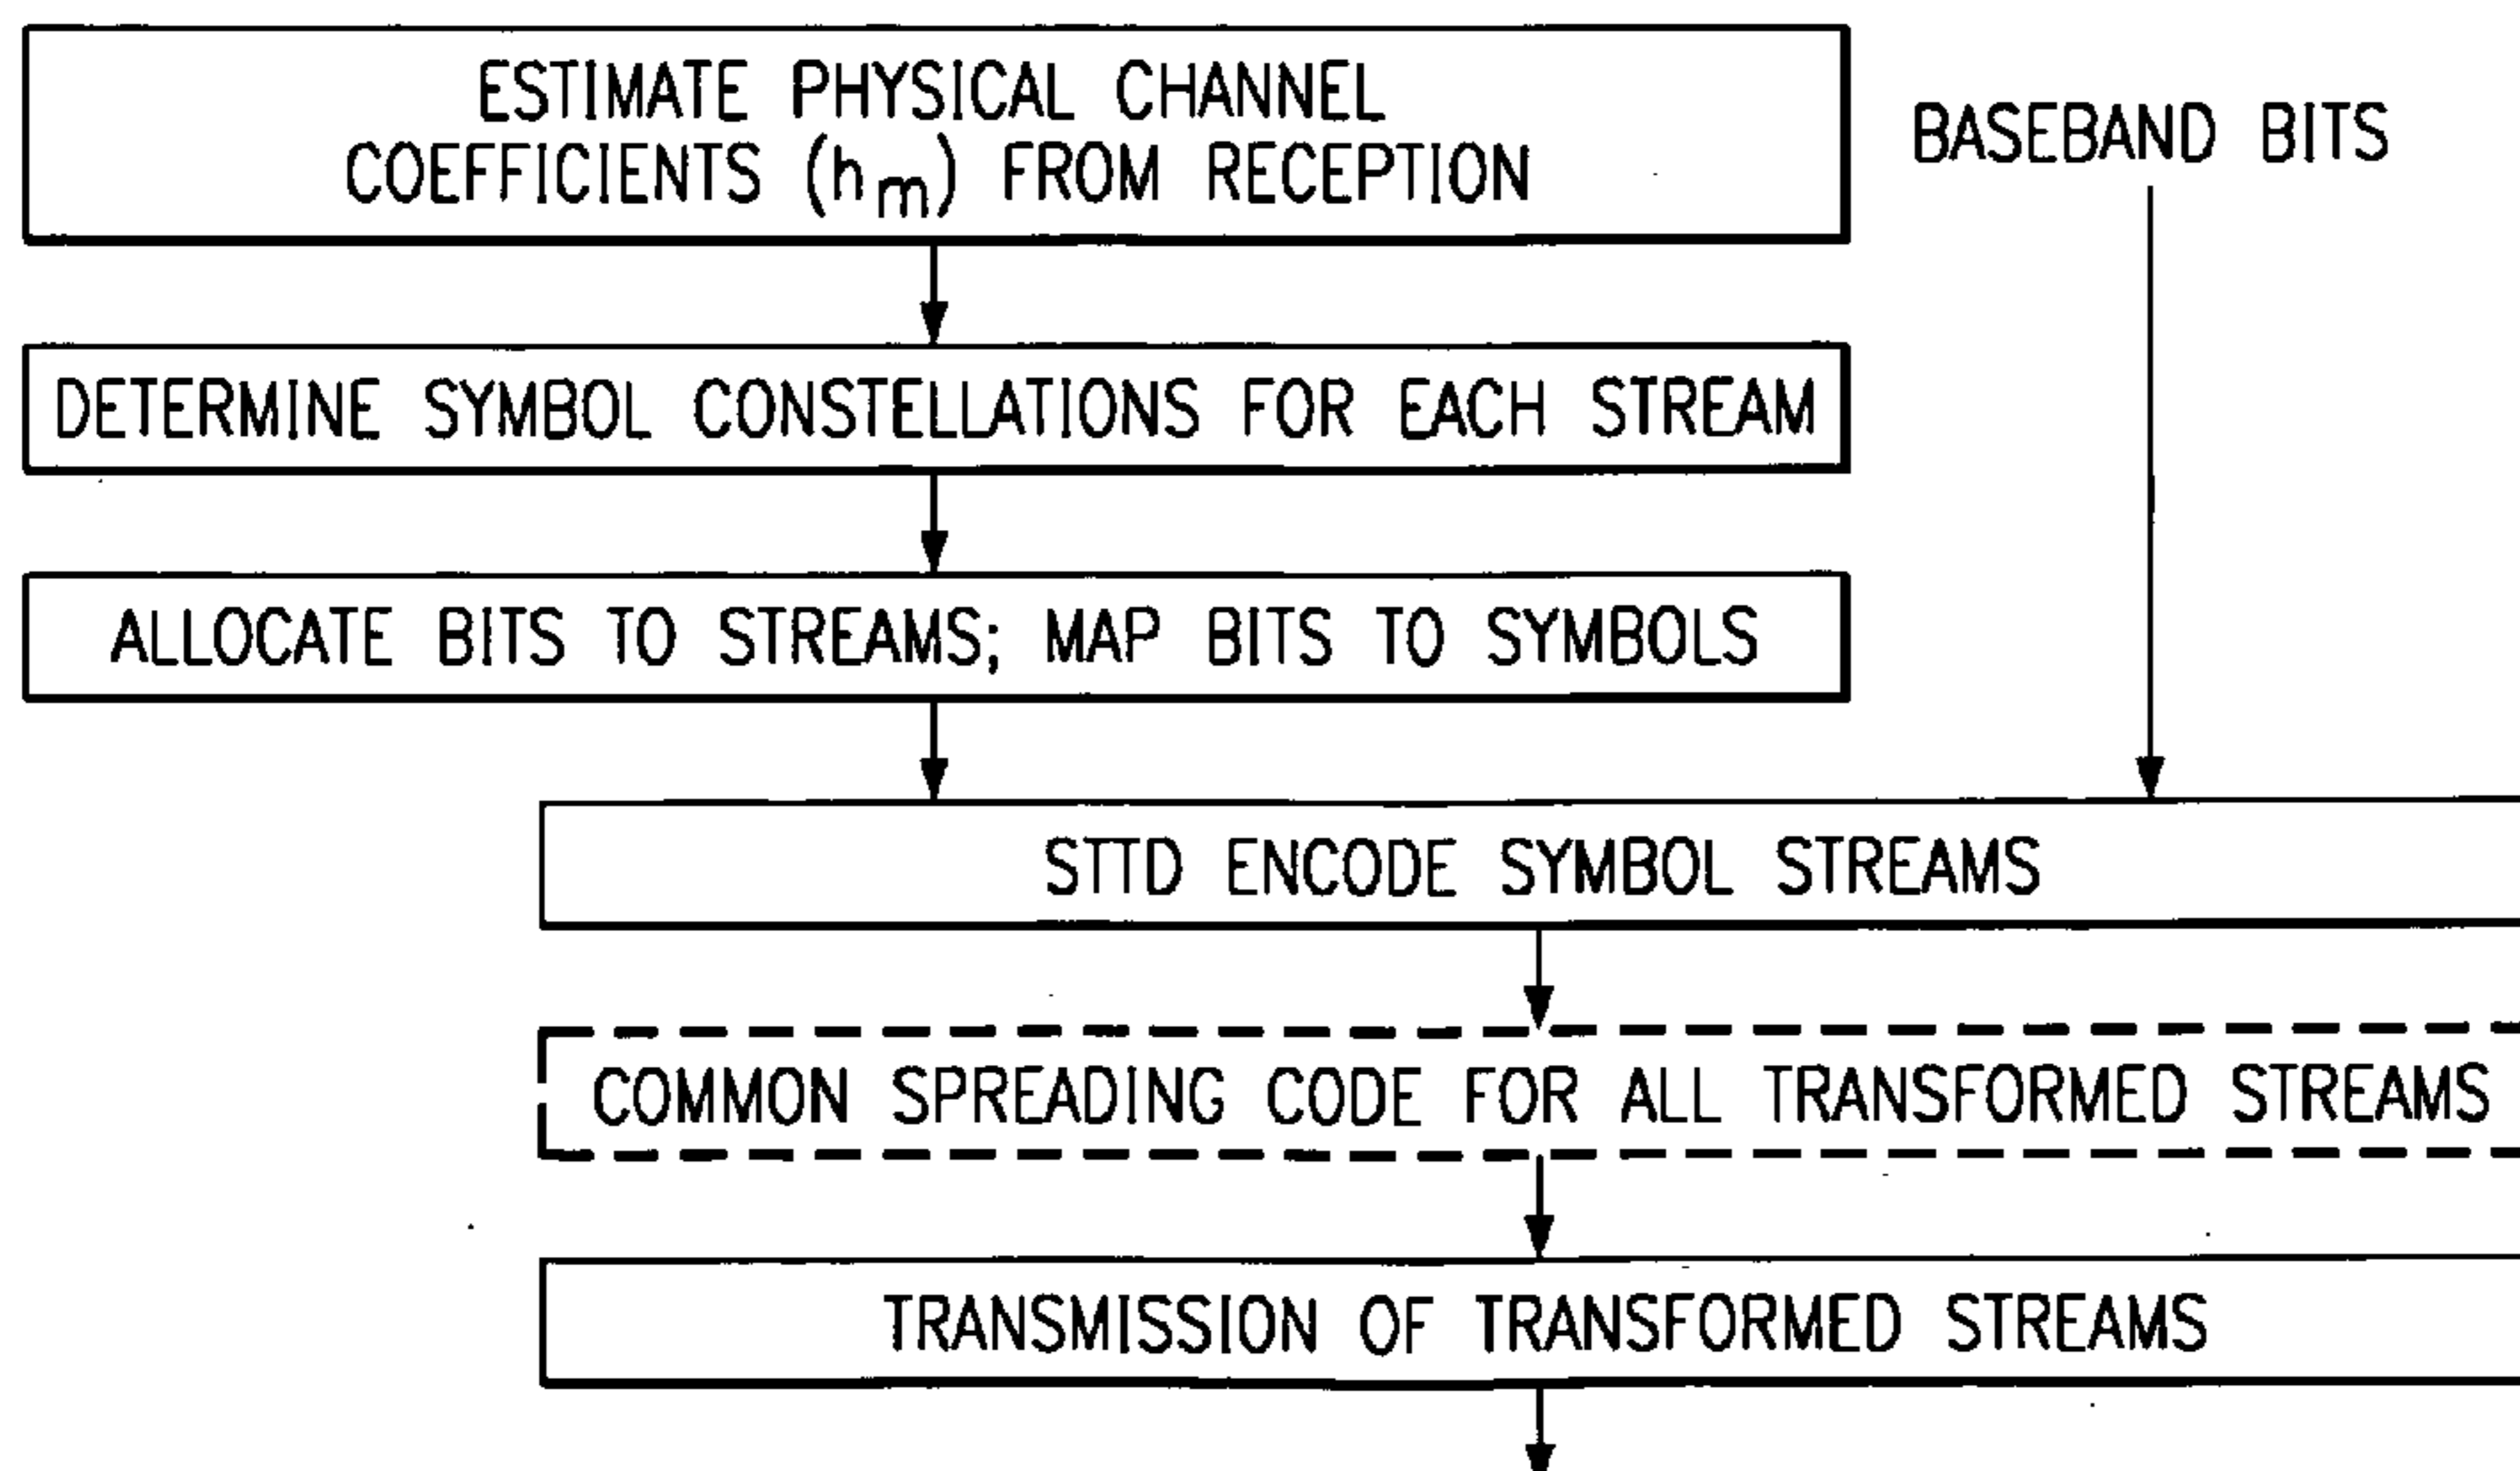 ESTIMATE PHYSICAL CHANNEL
COEFFICIENTS (hm) FROM RECEPTION
BASEBAND BITS
DETERMINE SYMBOL CONSTELLATIONS FOR EACH STREAM
ALLOCATE BITS TO STREAMS; MAP BITS TO SYMBOLS
STTD ENCODE SYMBOL STREAMS
COMMON SPREADING CODE FOR ALL TRANSFORMED STREAMS
TRANSMISSION OF TRANSFORMED STREAMS